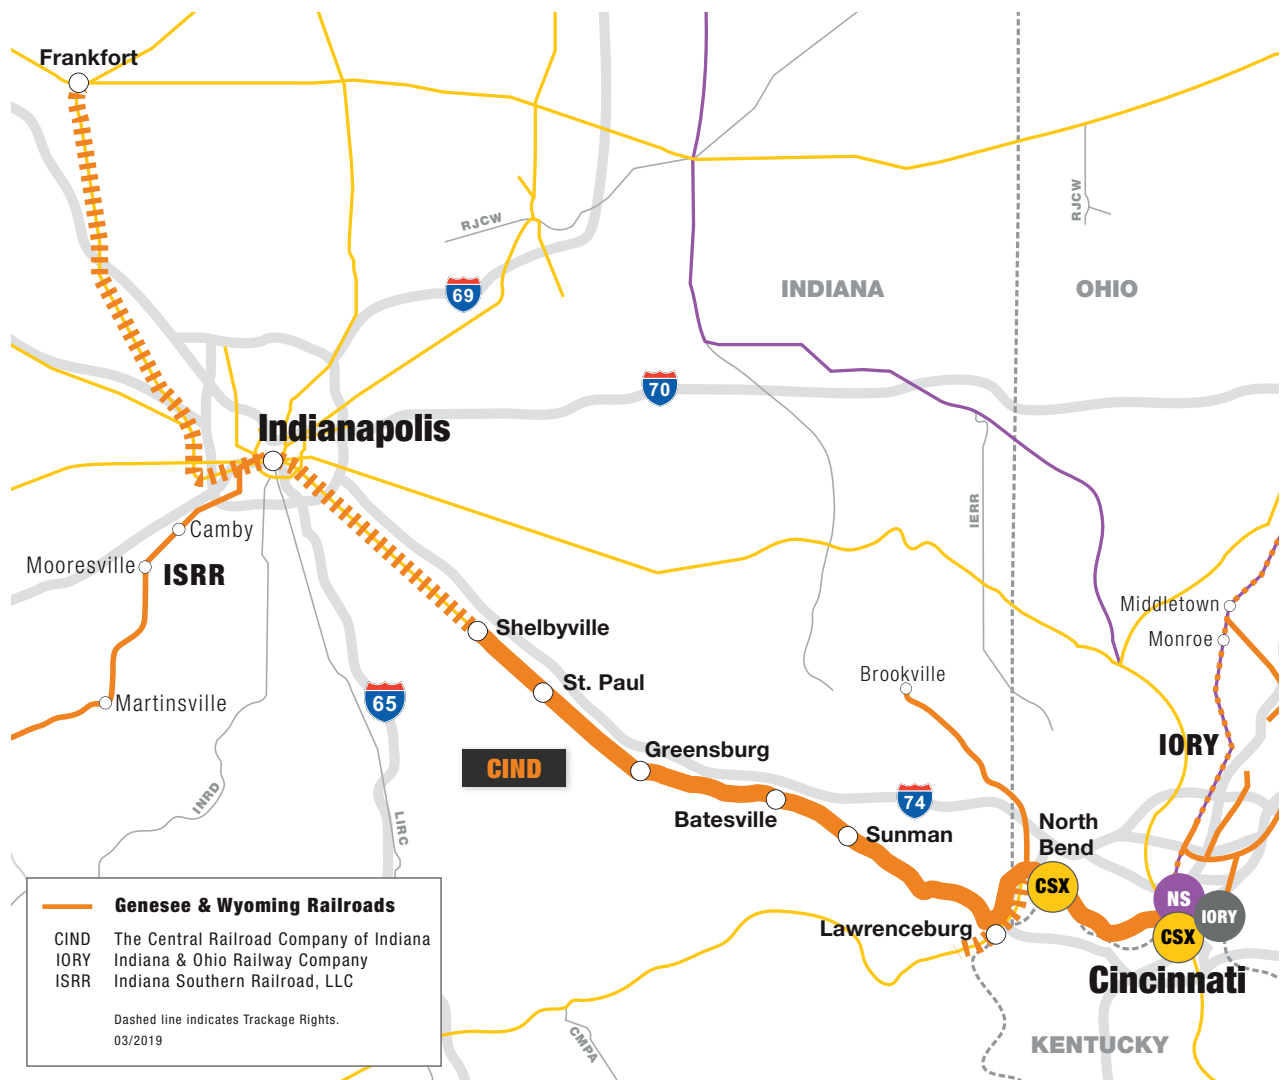 Frankfort
RJCW
RJCW
69
INDIANA
OHIO
70
Indianapolis
IERR
Camby
Mooresville
ISRR
Middletown
Shelbyville
Monroe
Brookville
St. Paul
65
Martinsville
IORY
Greensburg
CIND
INRD
74
Batesville
LIRC
Sunman
North
Bend
CSX
NS
IORY
Lawrenceburg
CSX
Cincinnati
CMPA
KENTUCKY
Genesee & Wyoming Railroads
CIND The Central Railroad Company of Indiana
IORY Indiana & Ohio Railway Company
ISRR Indiana Southern Railroad, LLC
Dashed line indicates Trackage Rights.
03/2019